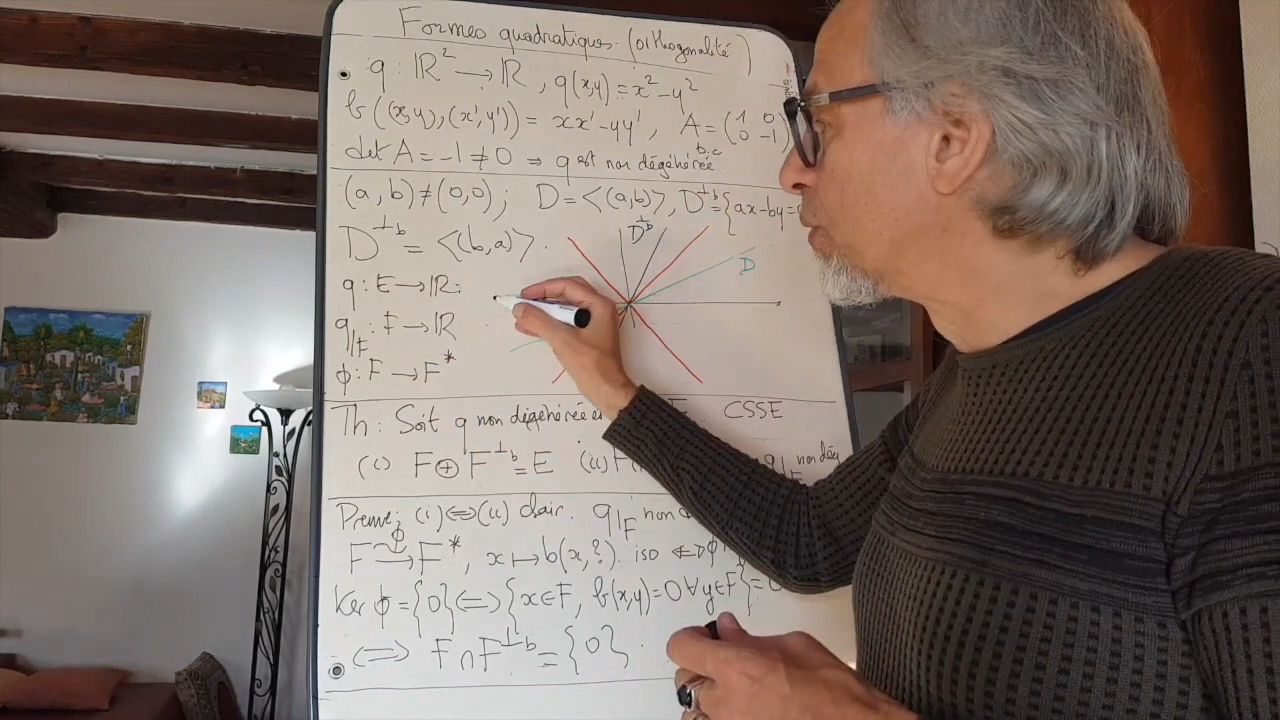 Formes quadratiques. (orthogonalité)
q : ℝ² → ℝ, q(x,y) = x² - y²
b((x,y),(x',y')) = xx' - yy', A = (1 0
0 -1)
b.c
det A = -1 ≠ 0 ⇒ q est non dégénérée
(a, b) ≠ (0,0) ; D = <(a,b)>, D^⊥b = {ax - by =
D^⊥b = <(b,a)>.
D^⊥b
D
q : E → ℝ ;
q|F : F → ℝ
ϕ : F → F*
Th : Soit q non dégénérée F CSSE
(i) F ⊕ F^⊥b = E (ii) q|F non dég
Preuve : (i) ⇔ (ii) clair. q|F non
F →^ϕ F*, x ↦ b(x,?). iso ⇔ ϕ
Ker ϕ = {0} ⇔ {x ∈ F, b(x,y) = 0 ∀ y ∈ F} = 0
⇔ F ∩ F^⊥b = {0}.